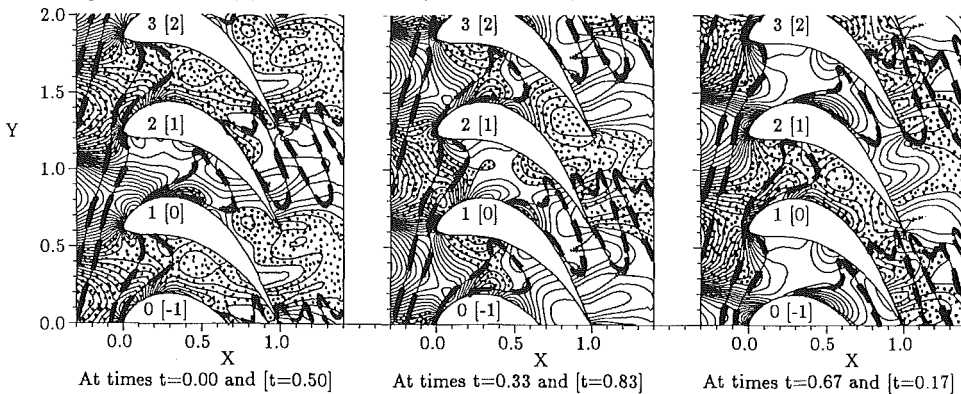 2.0
1.5
Y
1.0
0.5
0.0
3 [2]
2 [1]
1 [0]
0 [-1]
3 [2]
2 [1]
1 [0]
0 [-1]
3 [2]
2 [1]
1 [0]
0 [-1]
0.0 0.5 1.0
X
0.0 0.5 1.0
X
0.0 0.5 1.0
X
At times t=0.00 and [t=0.50]
At times t=0.33 and [t=0.83]
At times t=0.67 and [t=0.17]